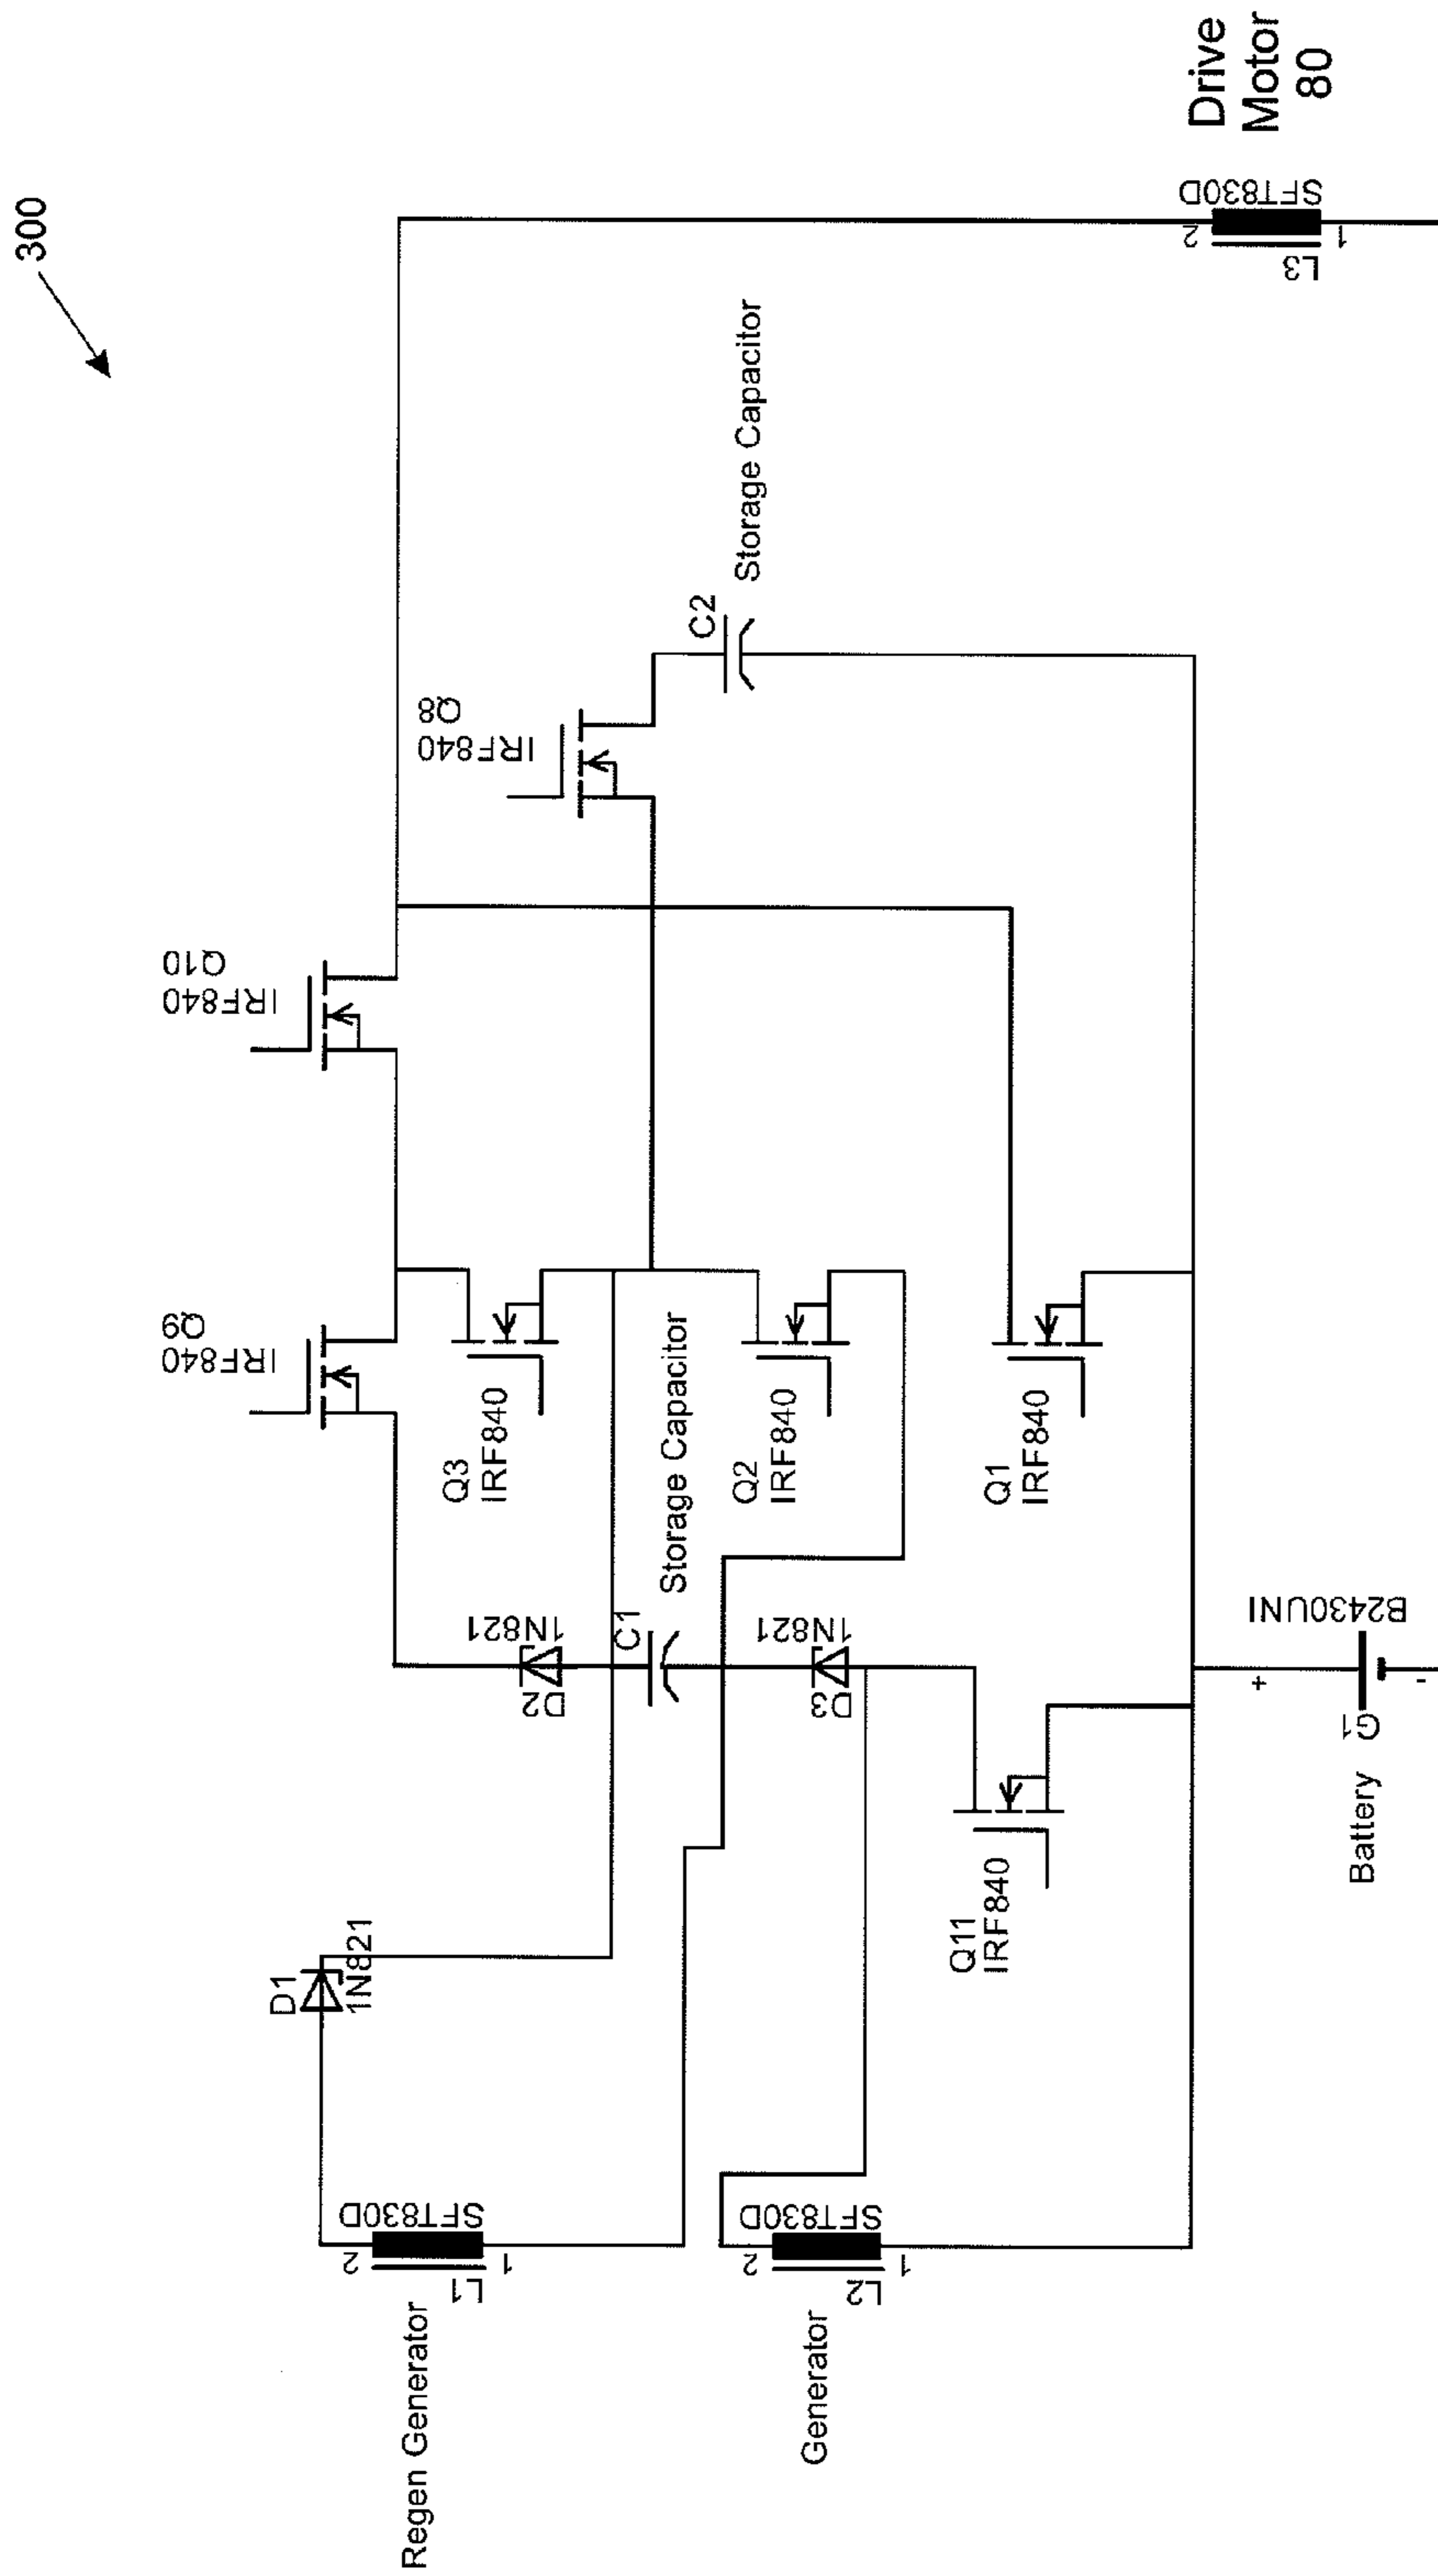 300
Drive
Motor
80
SFT830D
2
1
L3
Storage Capacitor
C2
Q8
IRF840
Q10
IRF840
Q9
IRF840
Q3
IRF840
Storage Capacitor
Q2
IRF840
Q1
IRF840
1N821
D2
C1
1N821
D3
B2430UNI
+
-
G1
Battery
Q11
IRF840
D1
1N821
SFT830D
2
1
L1
Regen Generator
SFT830D
2
1
L2
Generator